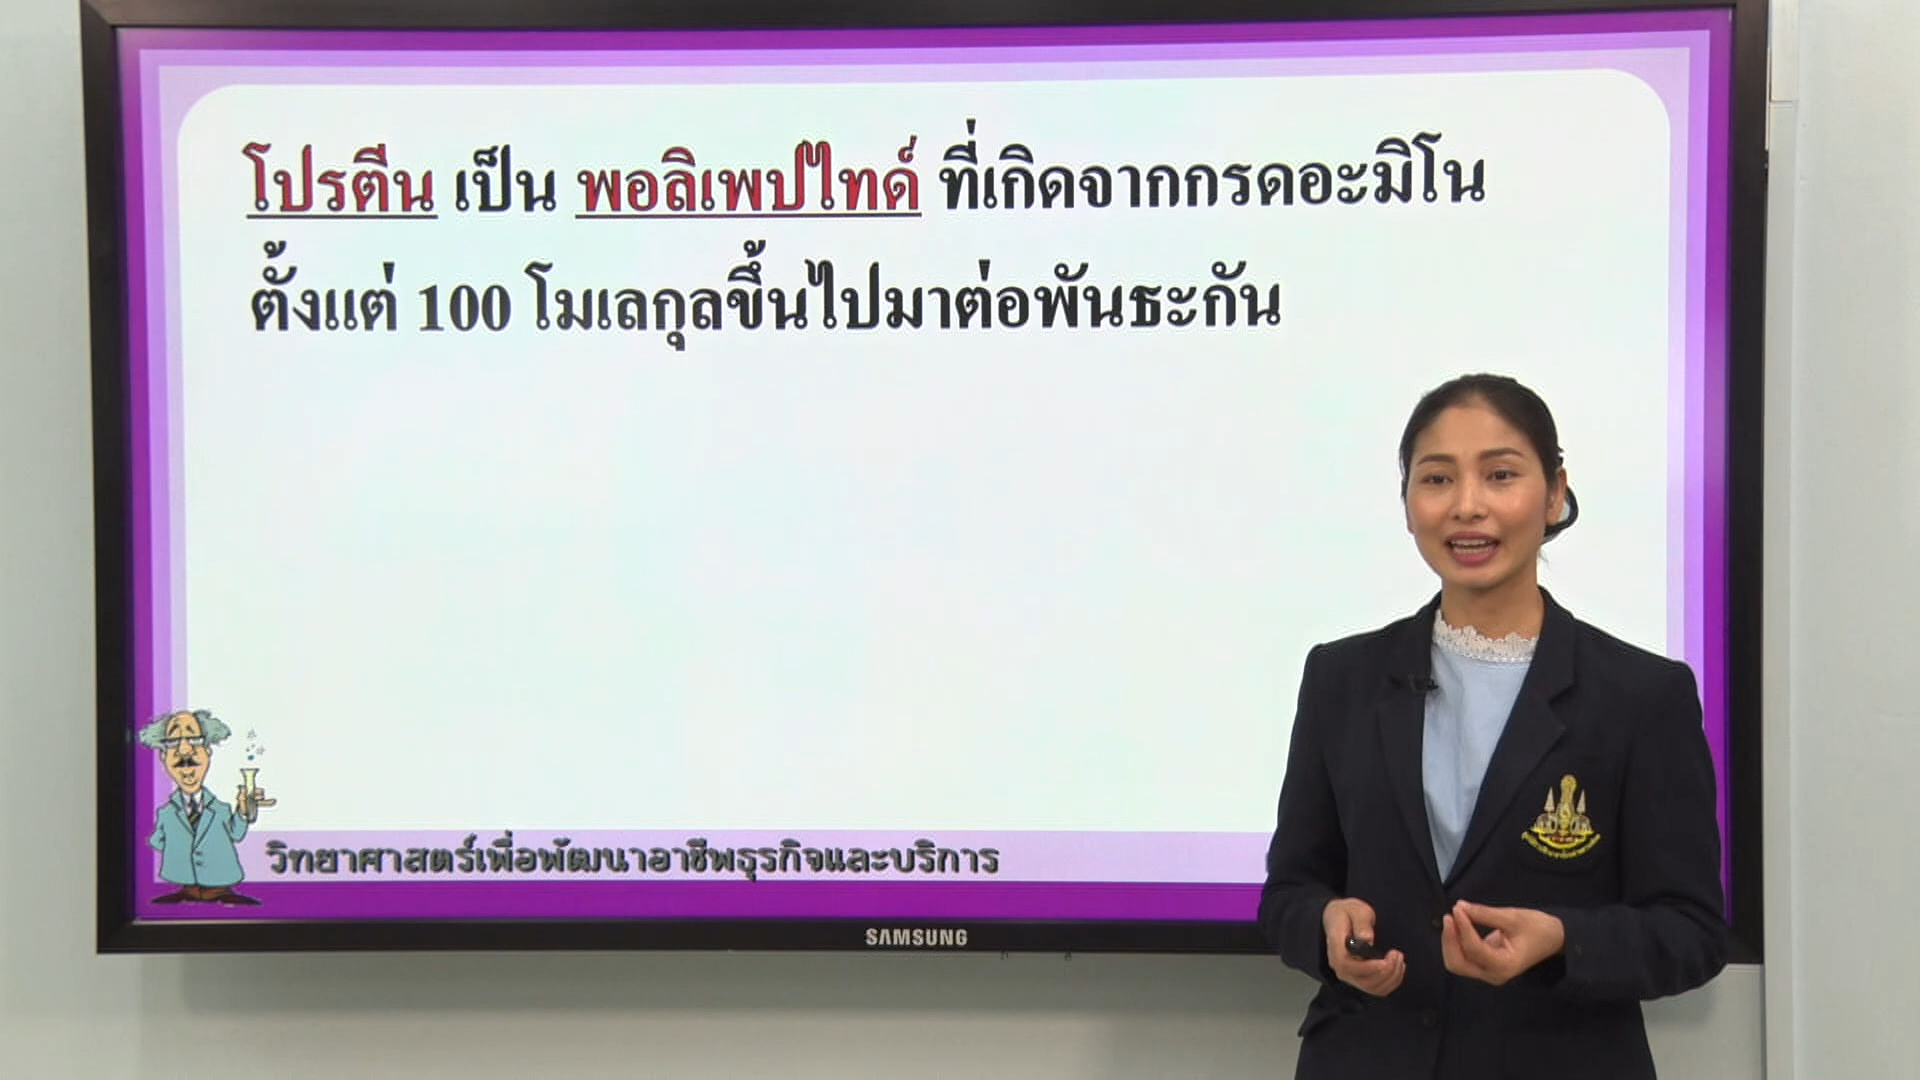 โปรตีน เป็น พอลิเพปไทด์ ที่เกิดจากกรดอะมิโน
ตั้งแต่ 100 โมเลกุลขึ้นไปมาต่อพันธะกัน
วิทยาศาสตร์เพื่อพัฒนาอาชีพธุรกิจและบริการ
SAMSUNG